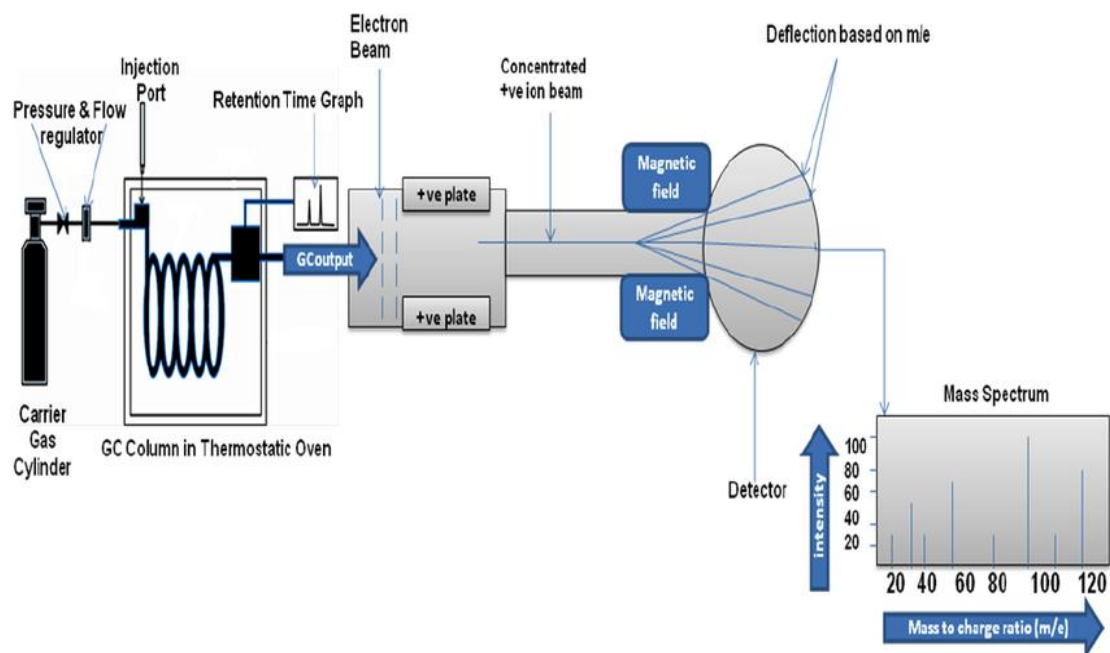 Electron
Beam
Deflection based on m/e
Injection
Port
Concentrated
+ve ion beam
Pressure & Flow
regulator
Retention Time Graph
+ve plate
Magnetic
field
GCoutput
+ve plate
Magnetic
field
Carrier
Gas
Cylinder
GC Column in Thermostatic Oven
Detector
Mass Spectrum
intensity
100
80
60
40
20
20 40 60 80 100 120
Mass to charge ratio (m/e)